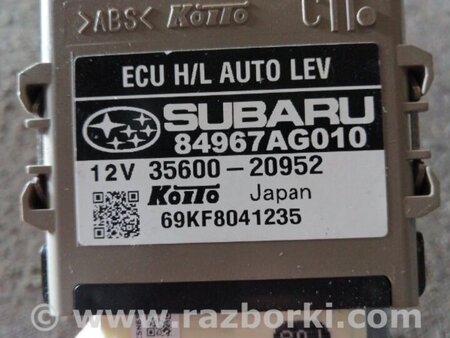 >ABS< KOITO
ECU H/L AUTO LEV
SUBARU
84967AG010
12V 35600-20952
KOITO Japan
69KF8041235
© www.razborki.com